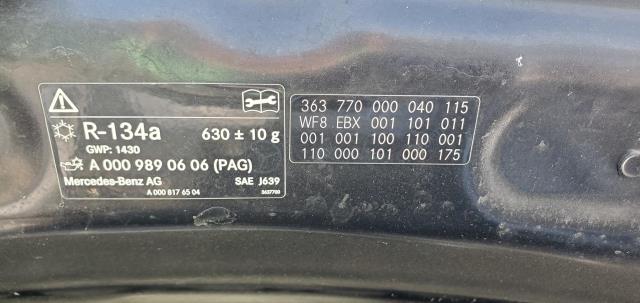 R-134a 630 ± 10 g
GWP: 1430
A 000 989 06 06 (PAG)
Mercedes-Benz AG SAE J639
A 000 817 65 04
363 770 000 040 115
WF8 EBX 001 101 011
001 001 100 110 001
110 000 101 000 175